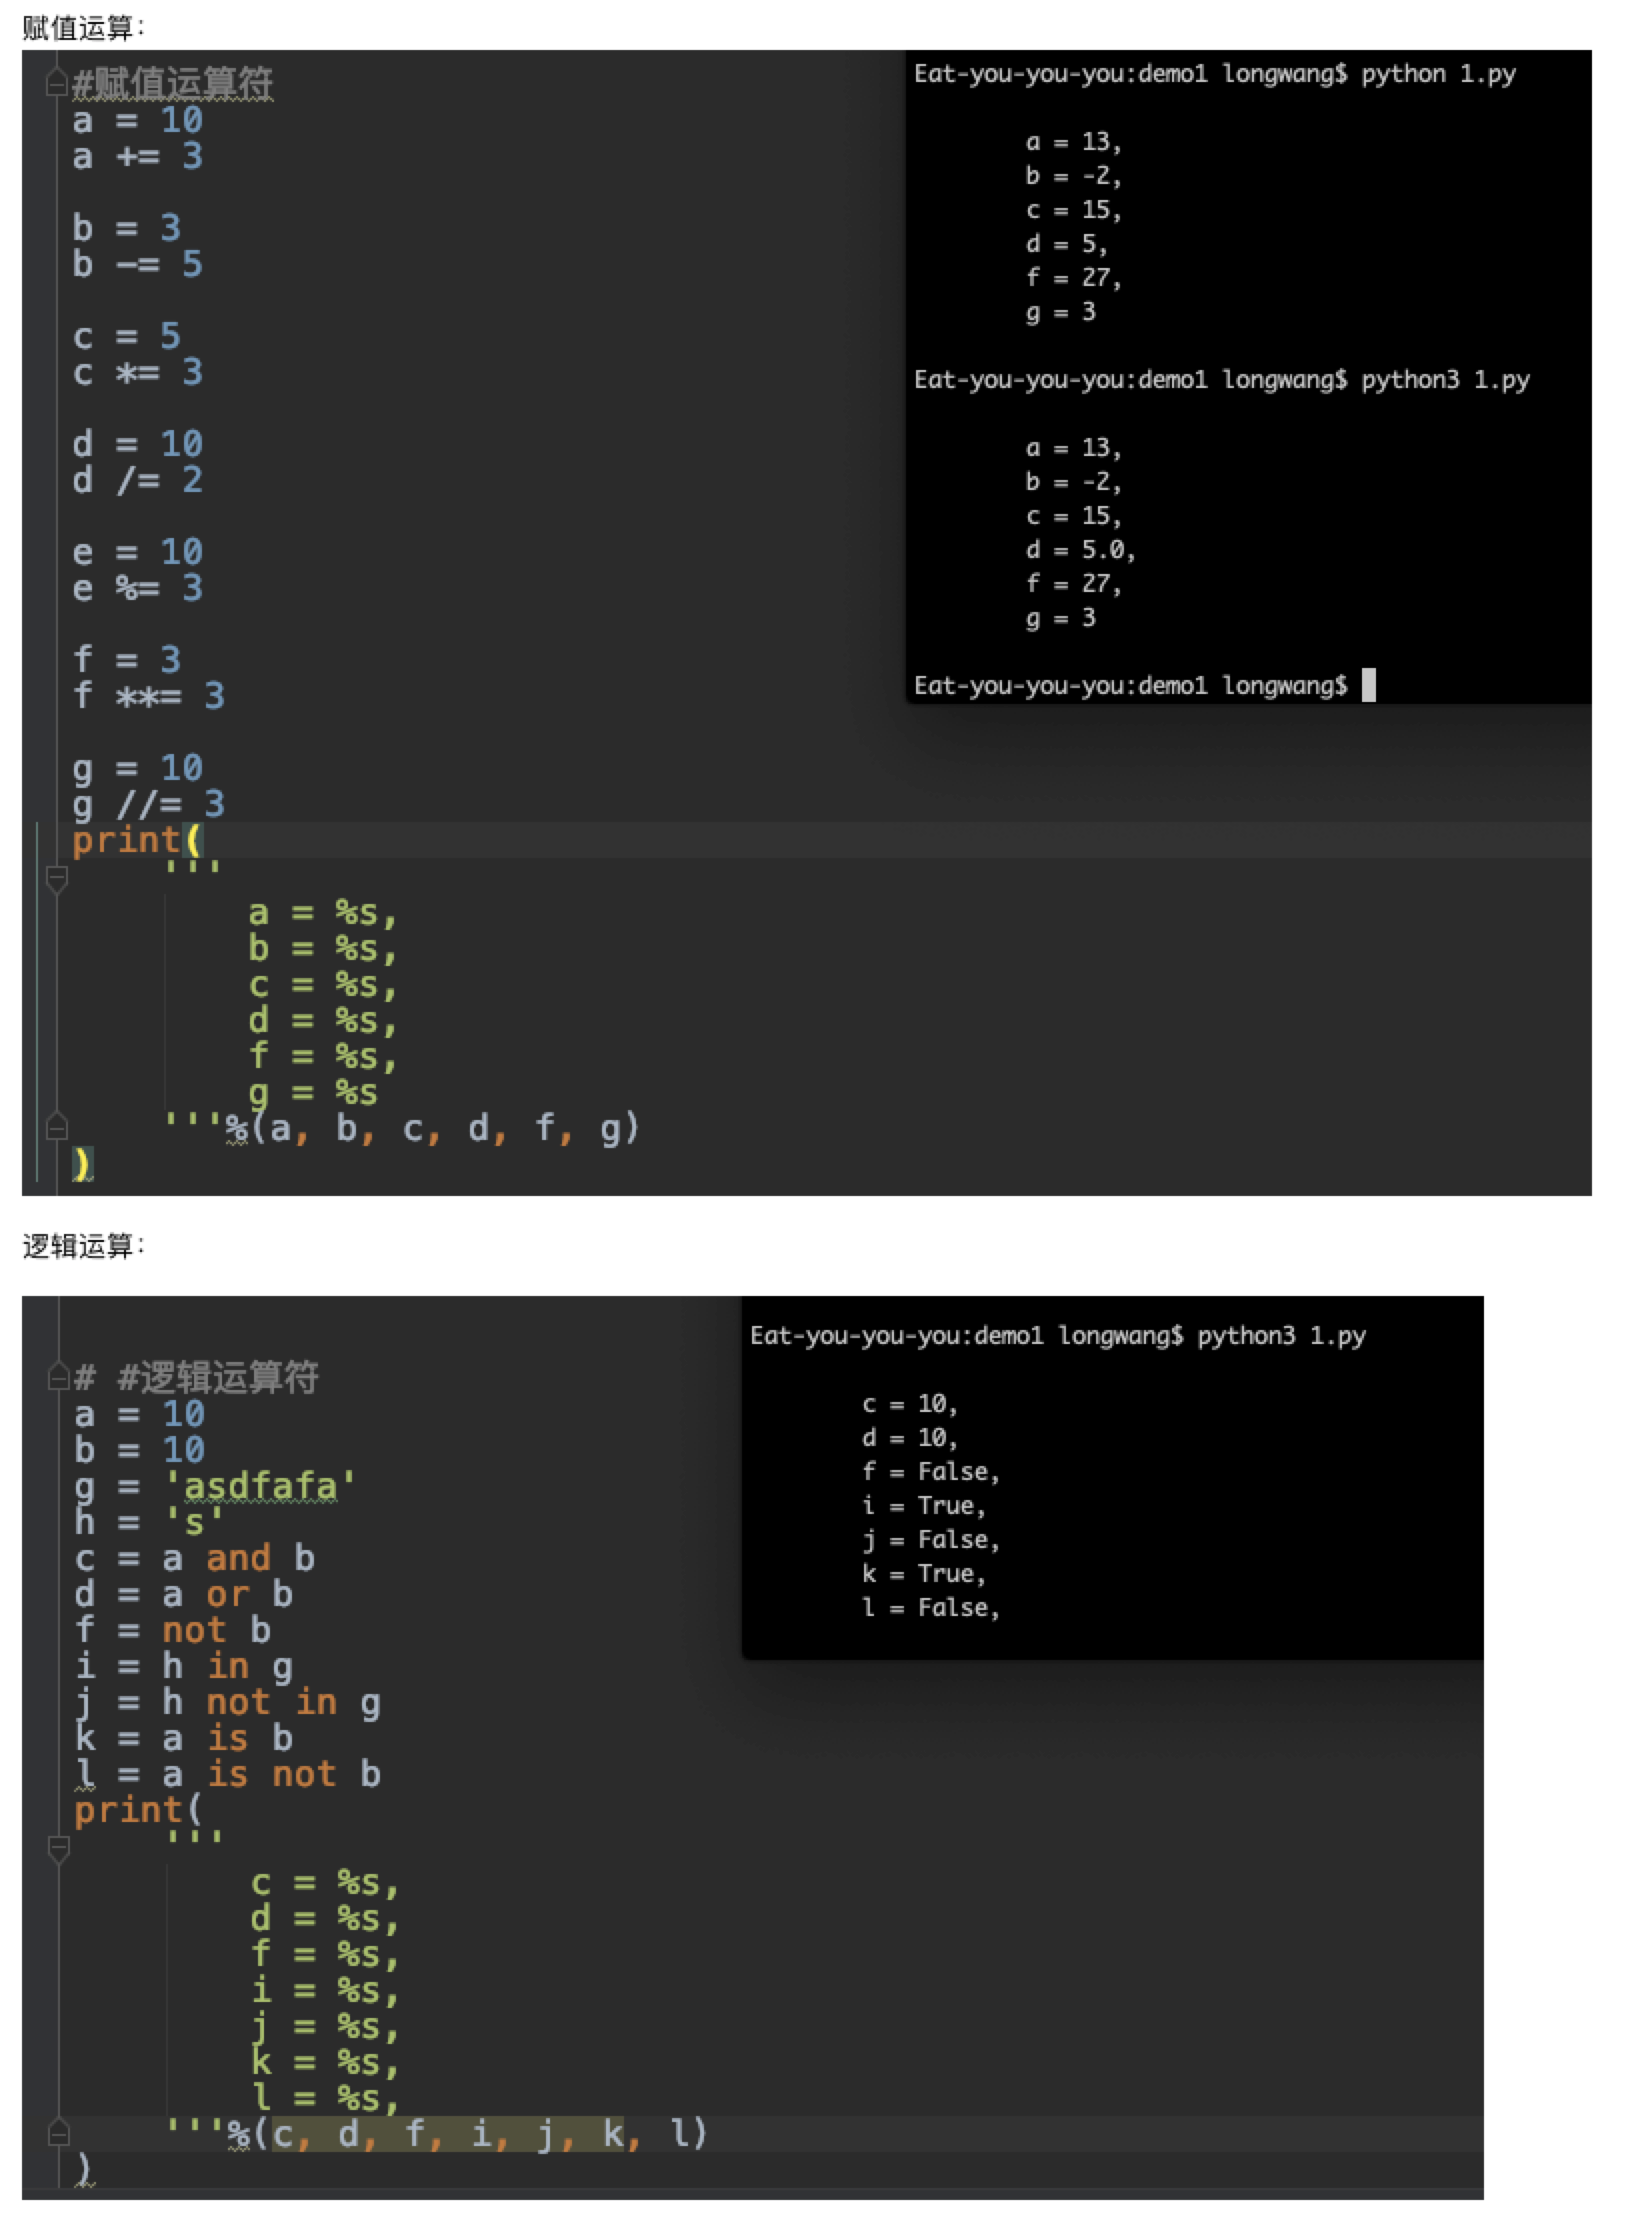 赋值运算：
#赋值运算符
a = 10
a += 3
b = 3
b -= 5
c = 5
c *= 3
d = 10
d /= 2
e = 10
e %= 3
f = 3
f **= 3
g = 10
g //= 3
print(
'''
a = %s,
b = %s,
c = %s,
d = %s,
f = %s,
g = %s
'''%(a, b, c, d, f, g)
)
Eat-you-you-you:demo1 longwang$ python 1.py
a = 13,
b = -2,
c = 15,
d = 5,
f = 27,
g = 3
Eat-you-you-you:demo1 longwang$ python3 1.py
a = 13,
b = -2,
c = 15,
d = 5.0,
f = 27,
g = 3
Eat-you-you-you:demo1 longwang$
逻辑运算：
# #逻辑运算符
a = 10
b = 10
g = 'asdfafa'
h = 's'
c = a and b
d = a or b
f = not b
i = h in g
j = h not in g
k = a is b
l = a is not b
print(
'''
c = %s,
d = %s,
f = %s,
i = %s,
j = %s,
k = %s,
l = %s,
'''%(c, d, f, i, j, k, l)
)
Eat-you-you-you:demo1 longwang$ python3 1.py
c = 10,
d = 10,
f = False,
i = True,
j = False,
k = True,
l = False,